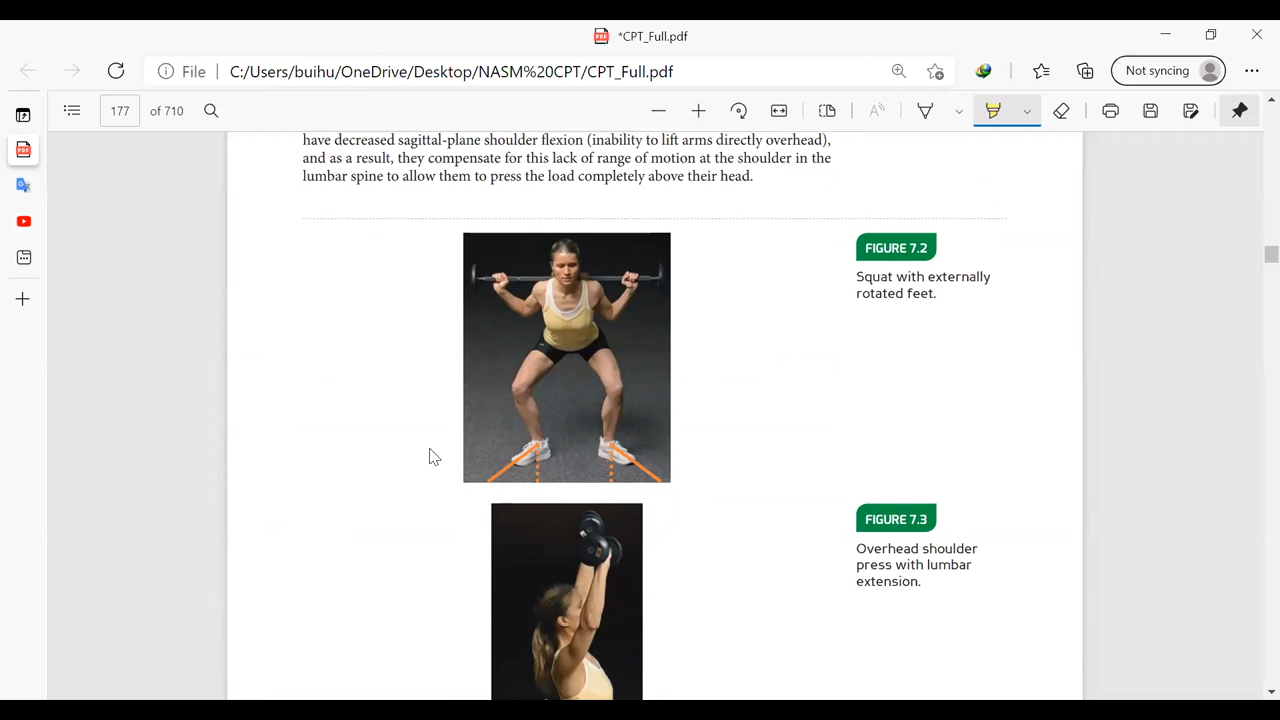 *CPT_Full.pdf
File
C:/Users/buihu/OneDrive/Desktop/NASM%20CPT/CPT_Full.pdf
Not syncing
177
of 710
have decreased sagittal-plane shoulder flexion (inability to lift arms directly overhead),
and as a result, they compensate for this lack of range of motion at the shoulder in the
lumbar spine to allow them to press the load completely above their head.
FIGURE 7.2
Squat with externally
rotated feet.
FIGURE 7.3
Overhead shoulder
press with lumbar
extension.